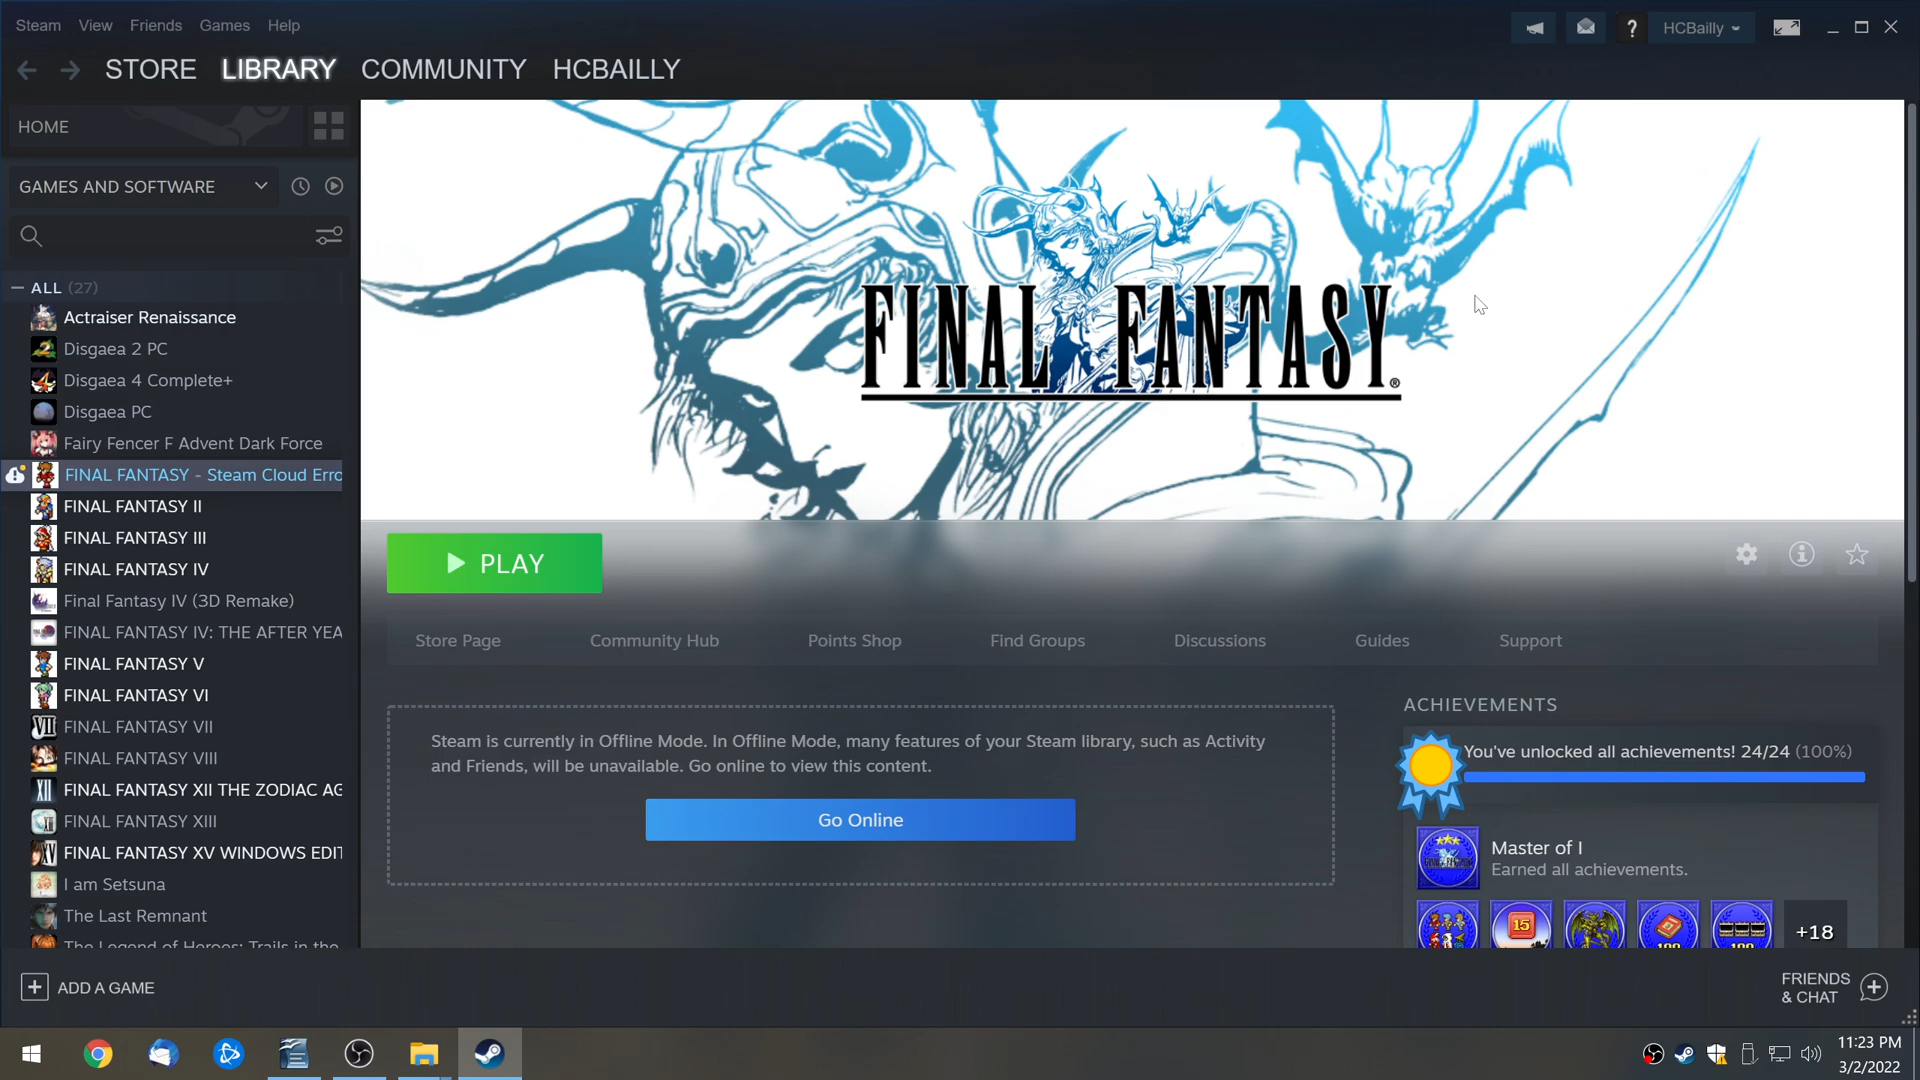 Steam View Friends Games Help
HCBailly
STORE LIBRARY COMMUNITY HCBAILLY
HOME
GAMES AND SOFTWARE
ALL (27)
Actraiser Renaissance
Disgaea 2 PC
Disgaea 4 Complete+
Disgaea PC
Fairy Fencer F Advent Dark Force
FINAL FANTASY - Steam Cloud Erro
FINAL FANTASY II
FINAL FANTASY III
FINAL FANTASY IV
Final Fantasy IV (3D Remake)
FINAL FANTASY IV: THE AFTER YEA
FINAL FANTASY V
FINAL FANTASY VI
FINAL FANTASY VII
FINAL FANTASY VIII
FINAL FANTASY XII THE ZODIAC AG
FINAL FANTASY XIII
FINAL FANTASY XV WINDOWS EDIT
I am Setsuna
The Last Remnant
The Legend of Heroes: Trails in the
FINAL FANTASY®
PLAY
Store Page Community Hub Points Shop Find Groups Discussions Guides Support
Steam is currently in Offline Mode. In Offline Mode, many features of your Steam library, such as Activity
and Friends, will be unavailable. Go online to view this content.
Go Online
ACHIEVEMENTS
You've unlocked all achievements! 24/24 (100%)
Master of I
Earned all achievements.
15
+18
ADD A GAME
FRIENDS
& CHAT
11:23 PM
3/2/2022